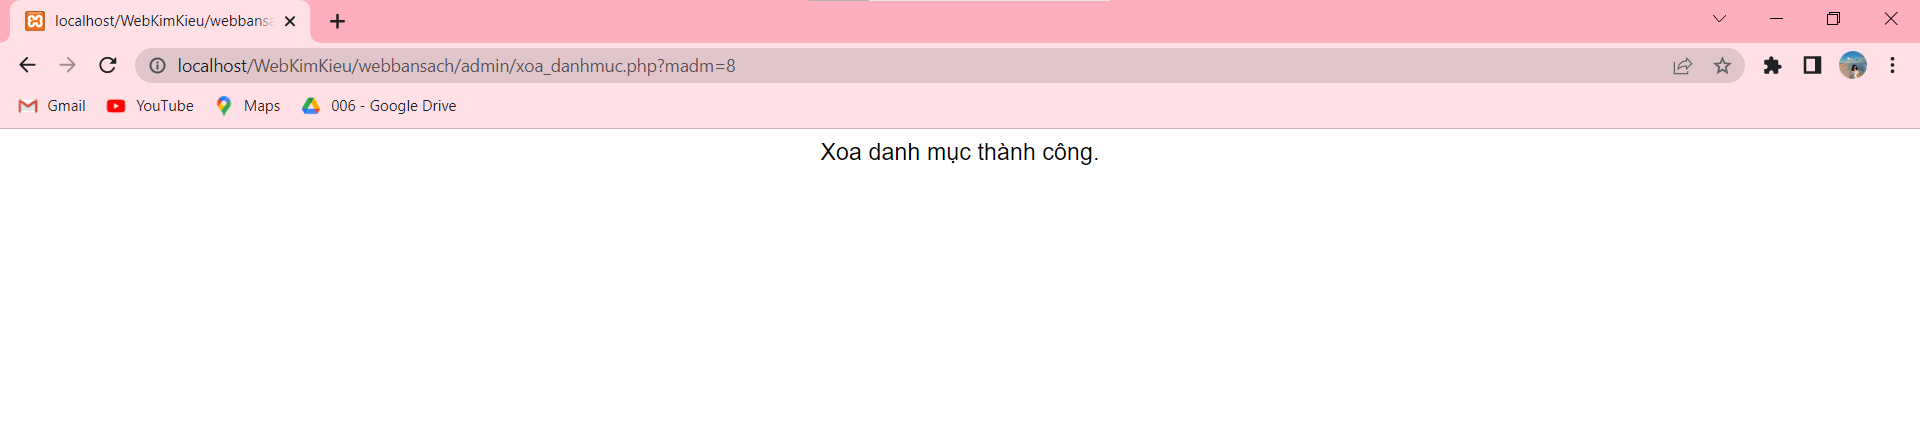 localhost/WebKimKieu/webbansa
localhost/WebKimKieu/webbansach/admin/xoa_danhmuc.php?madm=8
Gmail YouTube Maps 006 - Google Drive
Xoa danh mục thành công.